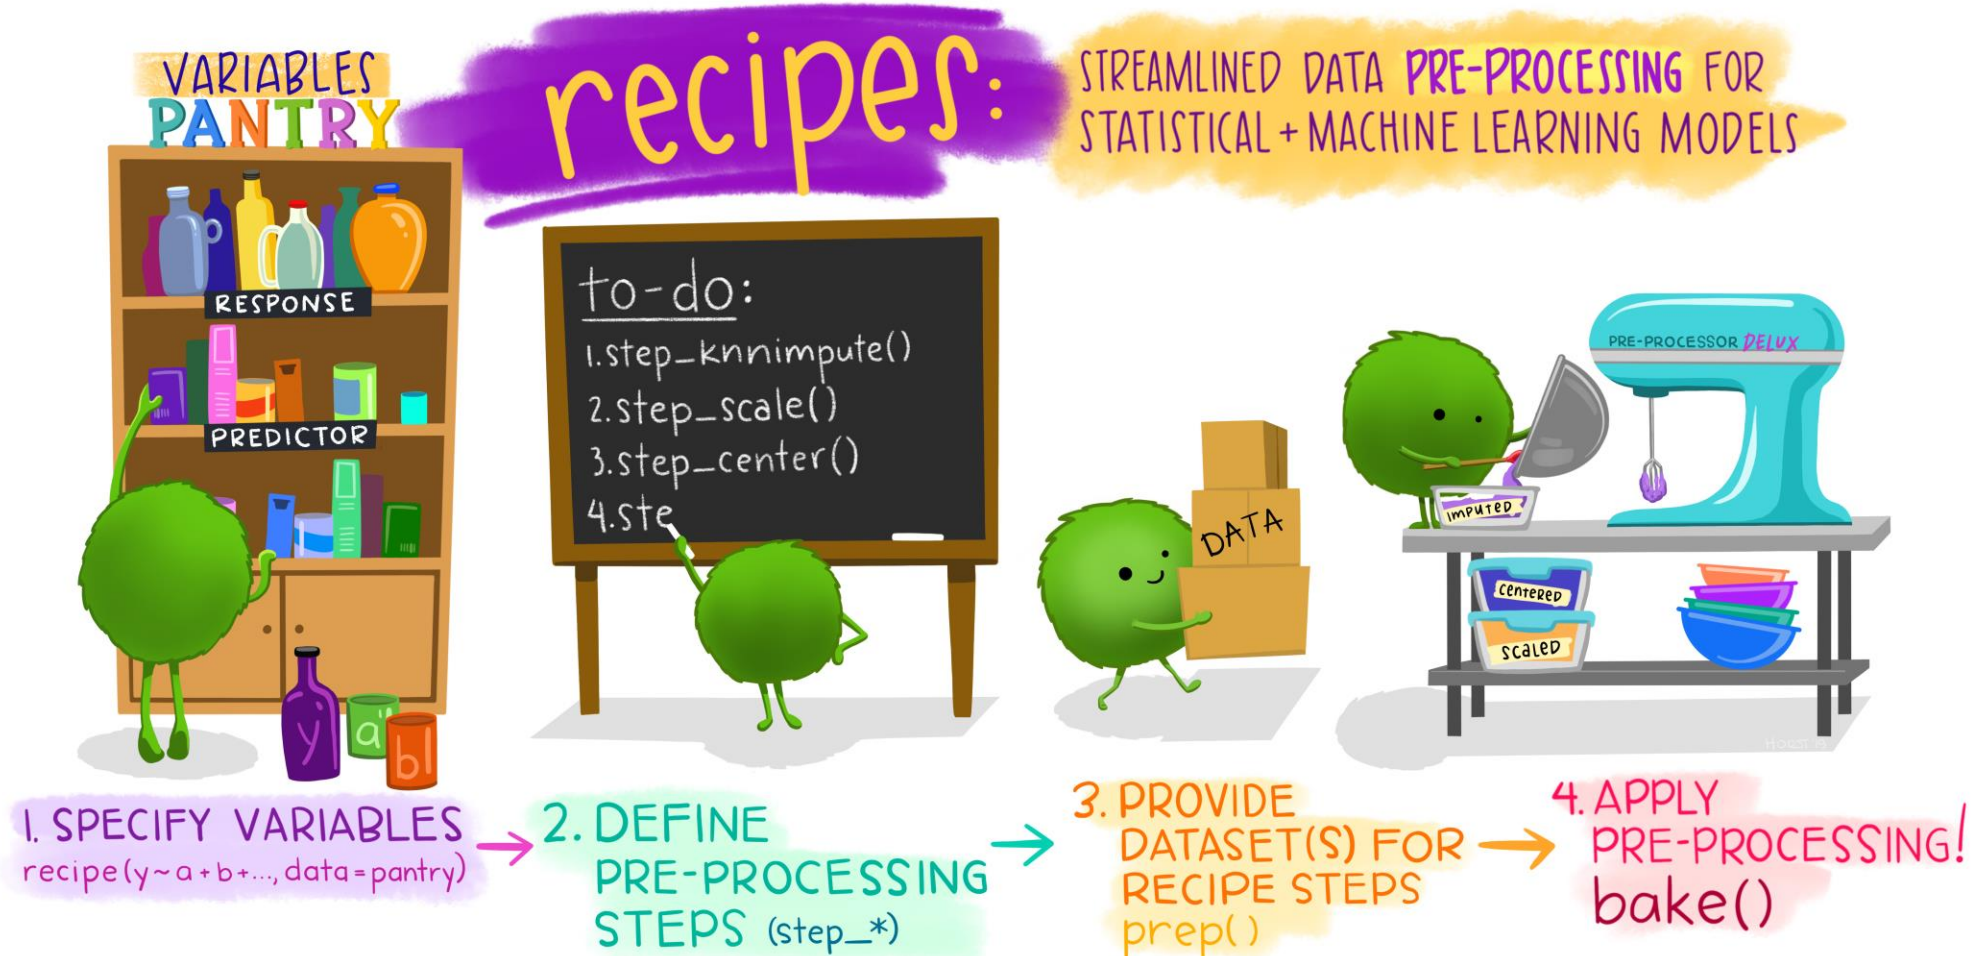 VARIABLES
PANTRY
recipes:
STREAMLINED DATA PRE-PROCESSING FOR
STATISTICAL + MACHINE LEARNING MODELS
RESPONSE
PREDICTOR
y
a
b
to-do:
1.step_knnimpute()
2.step_scale()
3.step_center()
4.ste
DATA
PRE-PROCESSOR DELUX
IMPUTED
CENTERED
SCALED
1. SPECIFY VARIABLES
recipe(y~a+b+..., data=pantry)
2. DEFINE
PRE-PROCESSING
STEPS (step_*)
3. PROVIDE
DATASET(S) FOR
RECIPE STEPS
prep()
4. APPLY
PRE-PROCESSING!
bake()